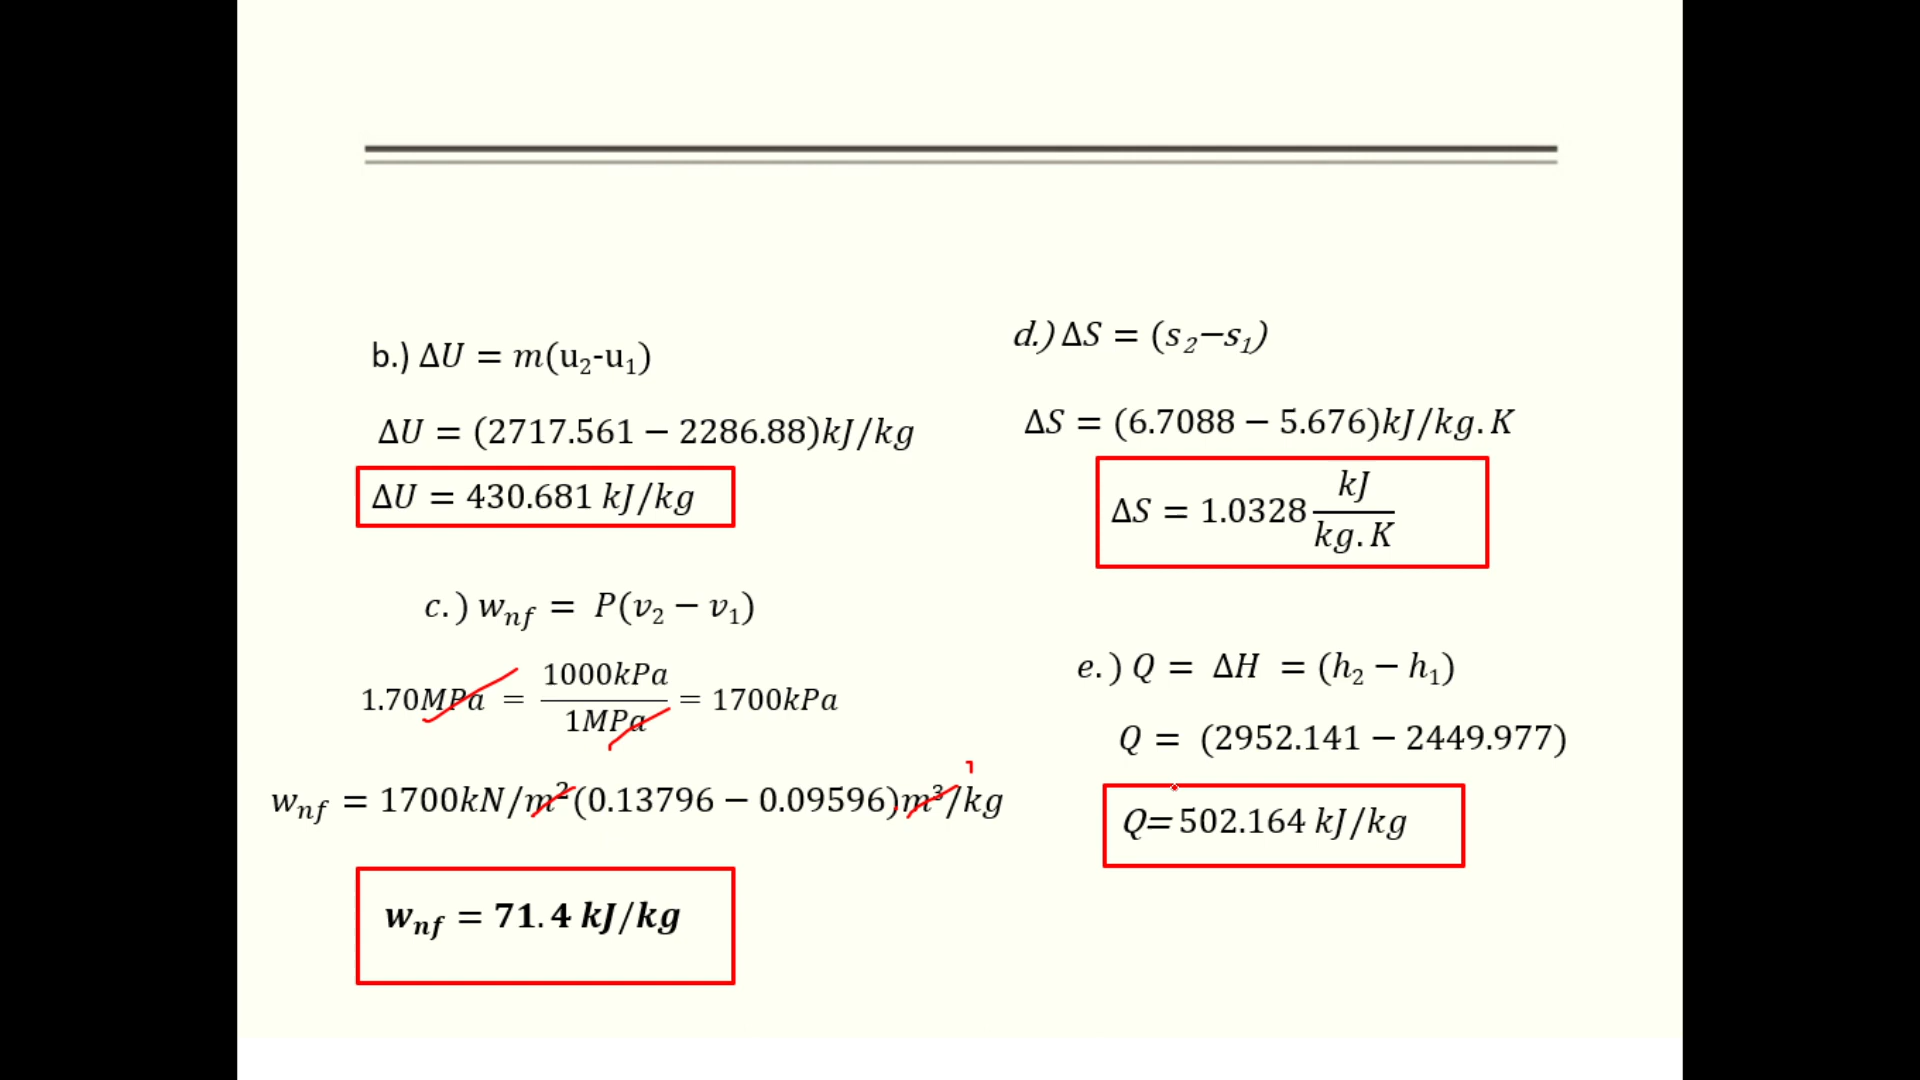 b.) ΔU = m(u₂-u₁)
ΔU = (2717.561 − 2286.88)kJ/kg
ΔU = 430.681 kJ/kg
c.) wₙf = P(v₂ − v₁)
1.70MPa = 1000kPa/1MPa = 1700kPa
wₙf = 1700kN/m²(0.13796 − 0.09596)m³/kg
wₙf = 71.4 kJ/kg
d.) ΔS = (s₂−s₁)
ΔS = (6.7088 − 5.676)kJ/kg.K
ΔS = 1.0328 kJ/kg.K
e.) Q = ΔH = (h₂ − h₁)
Q = (2952.141 − 2449.977)
Q= 502.164 kJ/kg